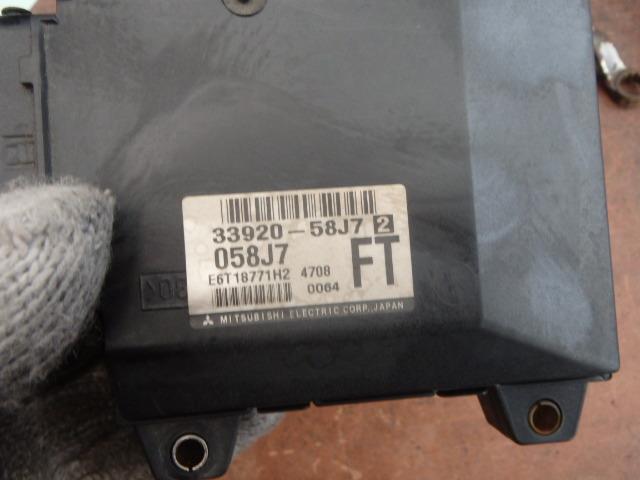 33920-58J7 2
058J7 FT
E6T18771H2 4708
0064
MITSUBISHI ELECTRIC CORP., JAPAN